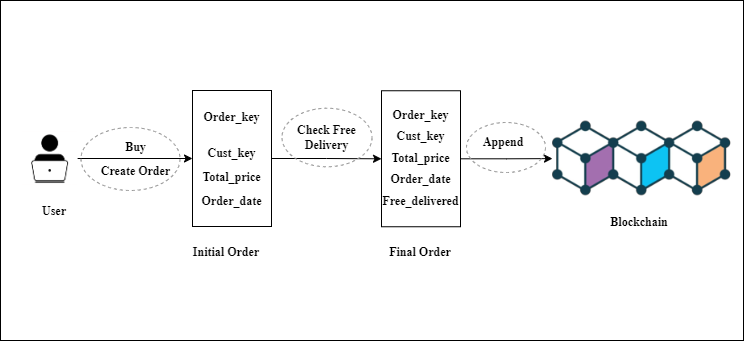 Buy
Create Order
User
Order_key
Cust_key
Total_price
Order_date
Initial Order
Check Free
Delivery
Order_key
Cust_key
Total_price
Order_date
Free_delivered
Final Order
Append
Blockchain